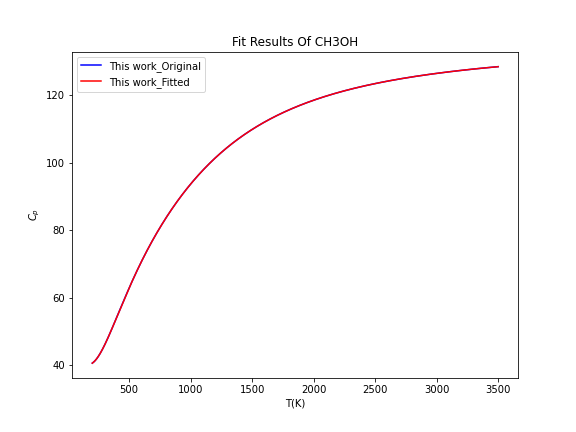 Fit Results Of CH3OH
This work_Original
This work_Fitted
120
100
80
60
40
C_p
500 1000 1500 2000 2500 3000 3500
T(K)